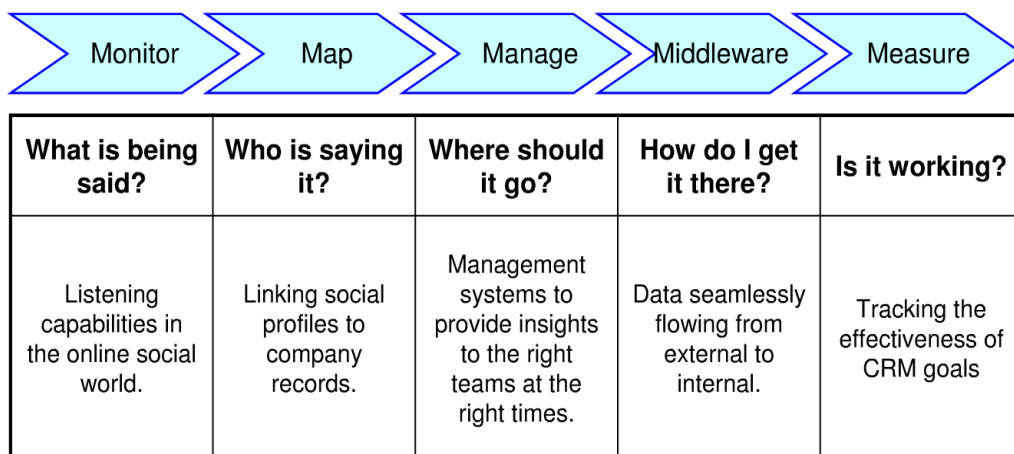 Monitor
Map
Manage
Middleware
Measure
What is being
said?
Who is saying
it?
Where should
it go?
How do I get
it there?
Is it working?
Listening
capabilities in
the online social
world.
Linking social
profiles to
company
records.
Management
systems to
provide insights
to the right
teams at the
right times.
Data seamlessly
flowing from
external to
internal.
Tracking the
effectiveness of
CRM goals